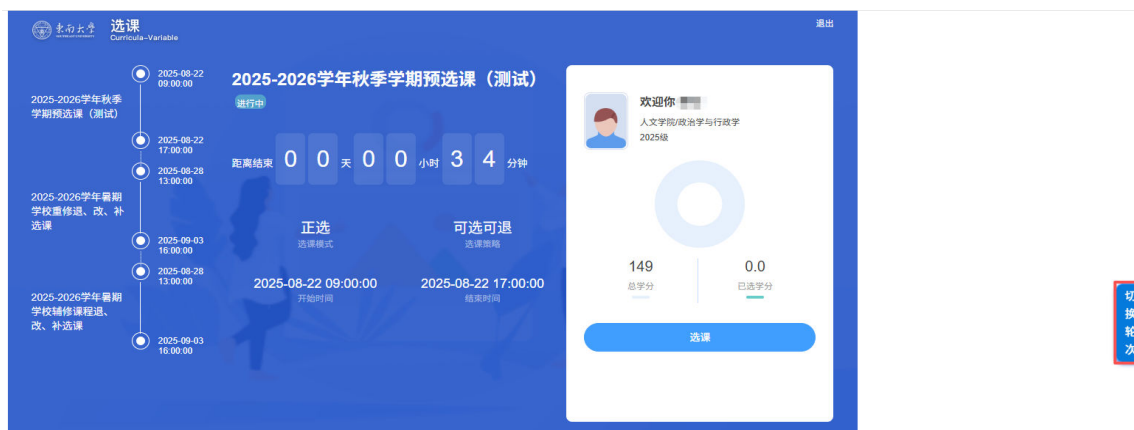 东南大学
选课
Curricula-Variable
退出
2025-08-22
09:00:00
2025-2026学年秋季
学期预选课（测试）
2025-08-22
17:00:00
2025-08-28
13:00:00
2025-2026学年暑期
学校重修退、改、补
选课
2025-09-03
16:00:00
2025-08-28
13:00:00
2025-2026学年暑期
学校辅修课程退、
改、补选课
2025-09-03
16:00:00
2025-2026学年秋季学期预选课（测试）
进行中
距离结束 0 0 天 0 0 小时 3 4 分钟
正选 可选可退
选课模式 选课策略
2025-08-22 09:00:00 2025-08-22 17:00:00
开始时间 结束时间
欢迎你
人文学院/政治学与行政学
2025级
149 0.0
总学分 已选学分
选课
切
换
轮
次